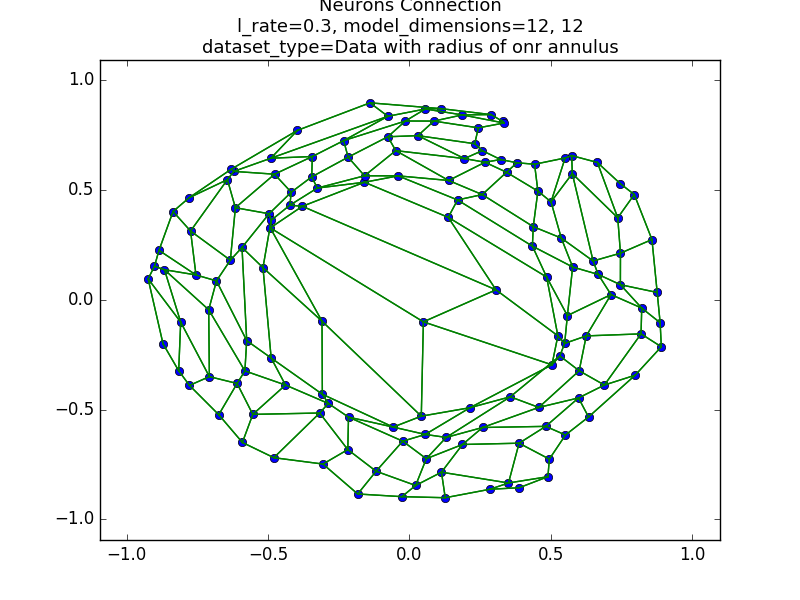 Neurons Connection
l_rate=0.3, model_dimensions=12, 12
dataset_type=Data with radius of onr annulus
1.0
0.5
0.0
−0.5
−1.0
−1.0 −0.5 0.0 0.5 1.0